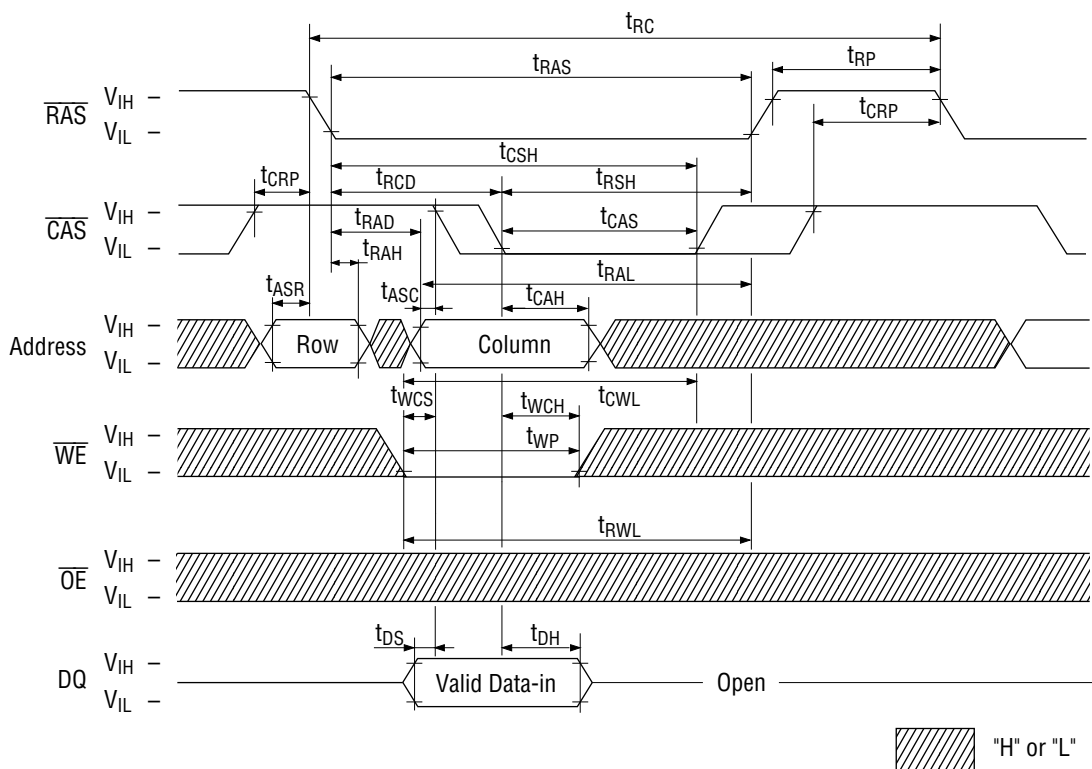 tRC
tRAS
tRP
RAS
VIH –
VIL –
tCRP
tCSH
tCRP
tRCD
tRSH
CAS
VIH –
VIL –
tRAD
tCAS
tRAH
tRAL
tASR
tASC
tCAH
Address
VIH –
VIL –
Row
Column
tCWL
tWCS
tWCH
WE
VIH –
VIL –
tWP
tRWL
OE
VIH –
VIL –
tDS
tDH
DQ
VIH –
VIL –
Valid Data-in
Open
"H" or "L"